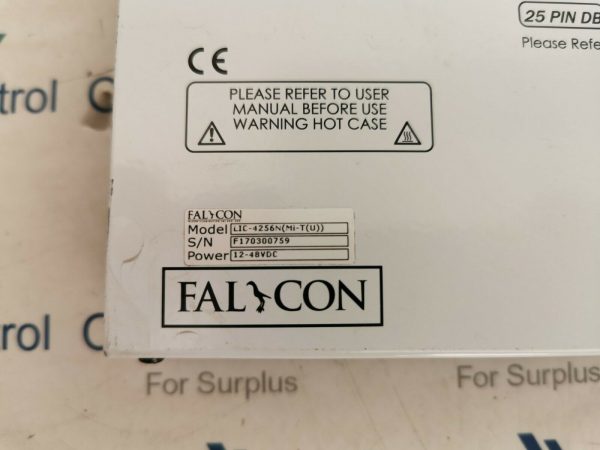 25 PIN DB
Please Refe
CE
PLEASE REFER TO USER
MANUAL BEFORE USE
WARNING HOT CASE
FALCON
Model LIC-4256N(Mi-T(U))
S/N F170300759
Power 12-48VDC
FALCON
trol C
rol C
For Surplus
For Surplus